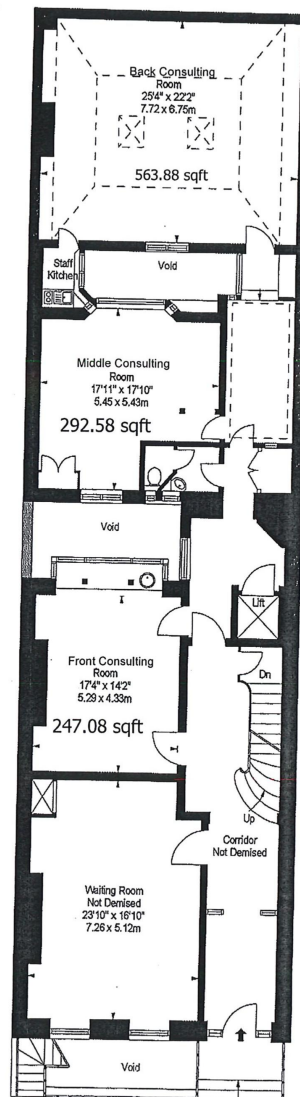 Back Consulting
Room
25'4" x 22'2"
7.72 x 6.75m
563.88 sqft
Staff
Kitchen
Void
Middle Consulting
Room
17'11" x 17'10"
5.45 x 5.43m
292.58 sqft
Void
Lift
Front Consulting
Room
17'4" x 14'2"
5.29 x 4.33m
247.08 sqft
Dn
Up
Corridor
Not Demised
Waiting Room
Not Demised
23'10" x 16'10"
7.26 x 5.12m
Void